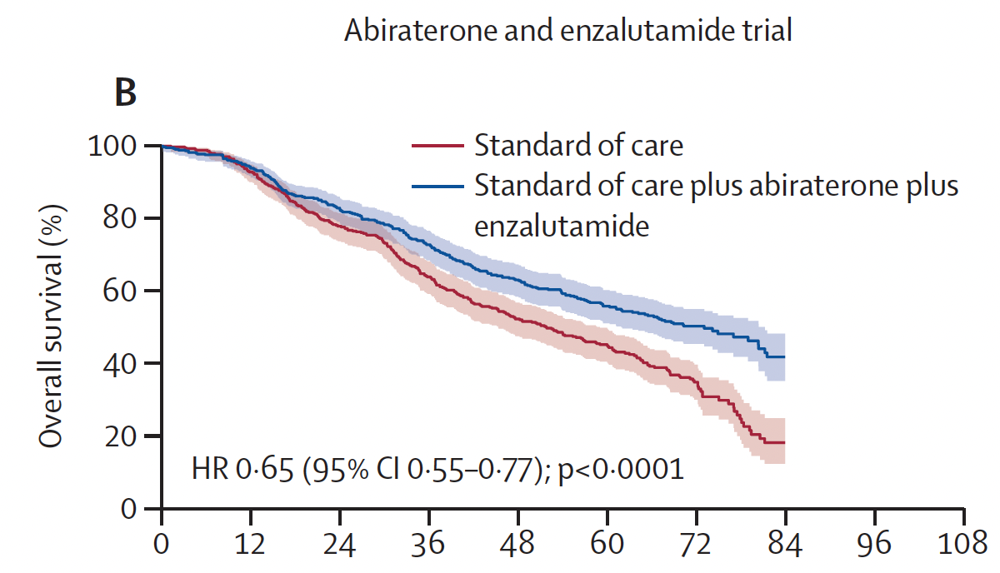 Abiraterone and enzalutamide trial
B
Overall survival (%)
100
80
60
40
20
0
Standard of care
Standard of care plus abiraterone plus
enzalutamide
HR 0·65 (95% CI 0·55–0·77); p<0·0001
0 12 24 36 48 60 72 84 96 108